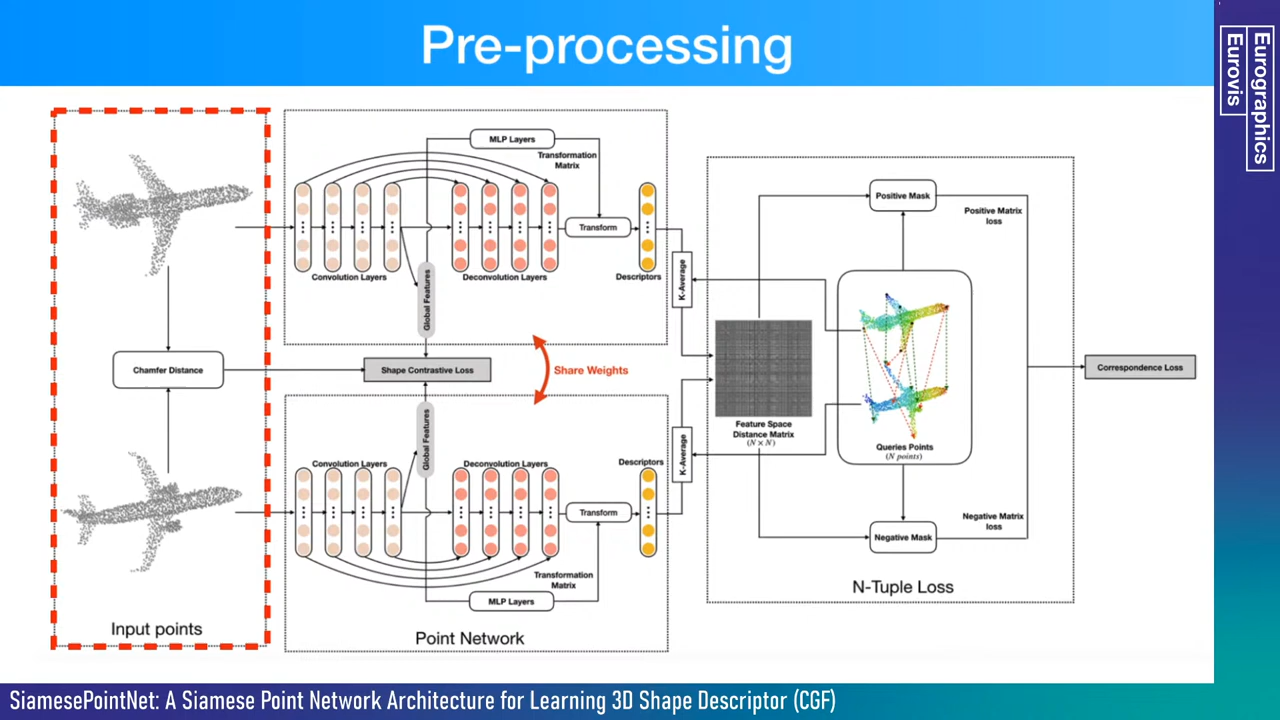 Pre-processing
Eurographics
Eurovis
MLP Layers
Transformation
Matrix
Transform
Convolution Layers
Deconvolution Layers
Descriptors
Global Features
K-Average
Positive Mask
Positive Matrix
loss
Chamfer Distance
Shape Contrastive Loss
Share Weights
Feature Space
Distance Matrix
(N × N)
Queries Points
(N points)
Correspondence Loss
Global Features
K-Average
Convolution Layers
Deconvolution Layers
Descriptors
Transform
Negative Matrix
loss
Negative Mask
Transformation
Matrix
MLP Layers
N-Tuple Loss
Input points
Point Network
SiamesePointNet: A Siamese Point Network Architecture for Learning 3D Shape Descriptor (CGF)